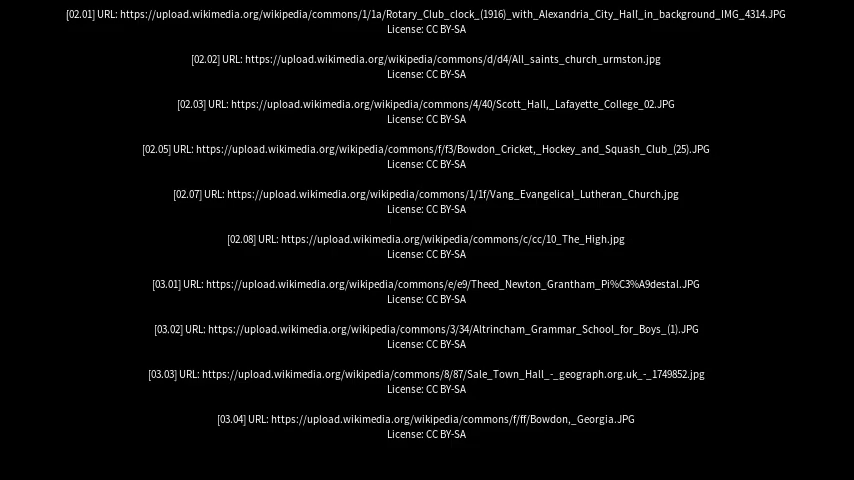 [02.01] URL: https://upload.wikimedia.org/wikipedia/commons/1/1a/Rotary_Club_clock_(1916)_with_Alexandria_City_Hall_in_background_IMG_4314.JPG
License: CC BY-SA
[02.02] URL: https://upload.wikimedia.org/wikipedia/commons/d/d4/All_saints_church_urmston.jpg
License: CC BY-SA
[02.03] URL: https://upload.wikimedia.org/wikipedia/commons/4/40/Scott_Hall,_Lafayette_College_02.JPG
License: CC BY-SA
[02.05] URL: https://upload.wikimedia.org/wikipedia/commons/f/f3/Bowdon_Cricket,_Hockey_and_Squash_Club_(25).JPG
License: CC BY-SA
[02.07] URL: https://upload.wikimedia.org/wikipedia/commons/1/1f/Vang_Evangelical_Lutheran_Church.jpg
License: CC BY-SA
[02.08] URL: https://upload.wikimedia.org/wikipedia/commons/c/cc/10_The_High.jpg
License: CC BY-SA
[03.01] URL: https://upload.wikimedia.org/wikipedia/commons/e/e9/Theed_Newton_Grantham_Pi%C3%A9destal.JPG
License: CC BY-SA
[03.02] URL: https://upload.wikimedia.org/wikipedia/commons/3/34/Altrincham_Grammar_School_for_Boys_(1).JPG
License: CC BY-SA
[03.03] URL: https://upload.wikimedia.org/wikipedia/commons/8/87/Sale_Town_Hall_-_geograph.org.uk_-_1749852.jpg
License: CC BY-SA
[03.04] URL: https://upload.wikimedia.org/wikipedia/commons/f/ff/Bowdon,_Georgia.JPG
License: CC BY-SA